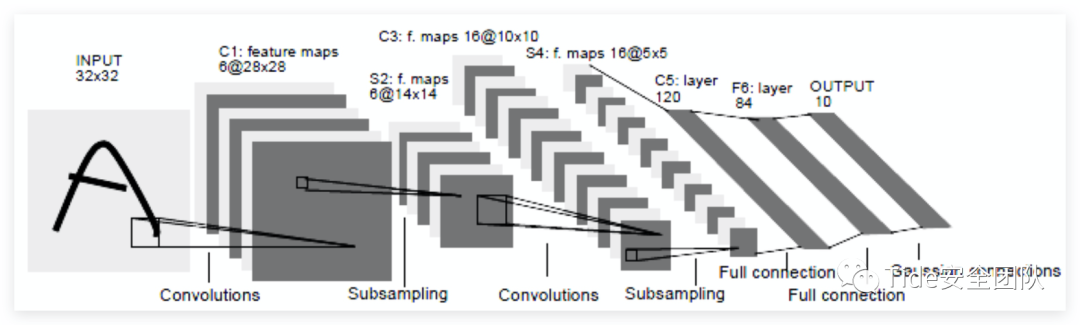 INPUT
32x32
C1: feature maps
6@28x28
S2: f. maps
6@14x14
C3: f. maps 16@10x10
S4: f. maps 16@5x5
C5: layer
120
F6: layer
84
OUTPUT
10
Convolutions
Subsampling
Convolutions
Subsampling
Full connection
Full connection
Gaussian connections
Tide安全团队